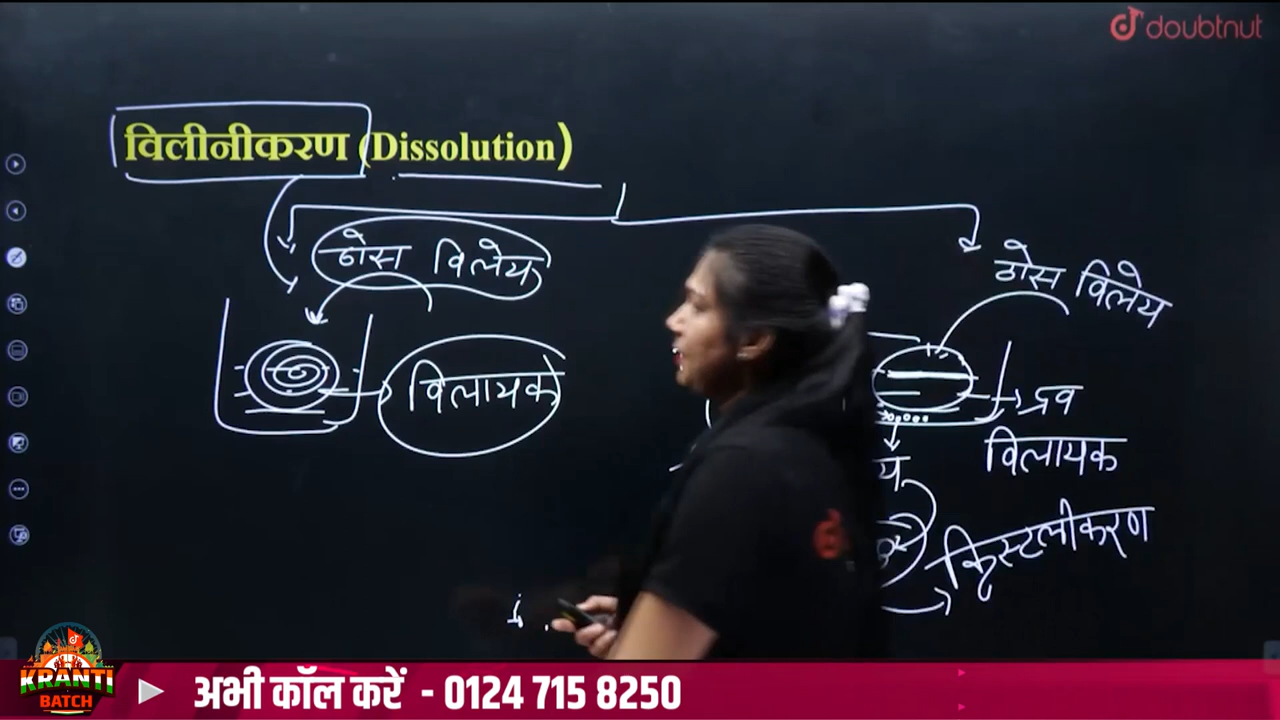 doubtnut
विलीनीकरण (Dissolution)
ठोस विलेय
ठोस विलेय
विलायक
द्रव
विलायक
य
क्रिस्टलीकरण
KRANTI
BATCH
अभी कॉल करें - 0124 715 8250